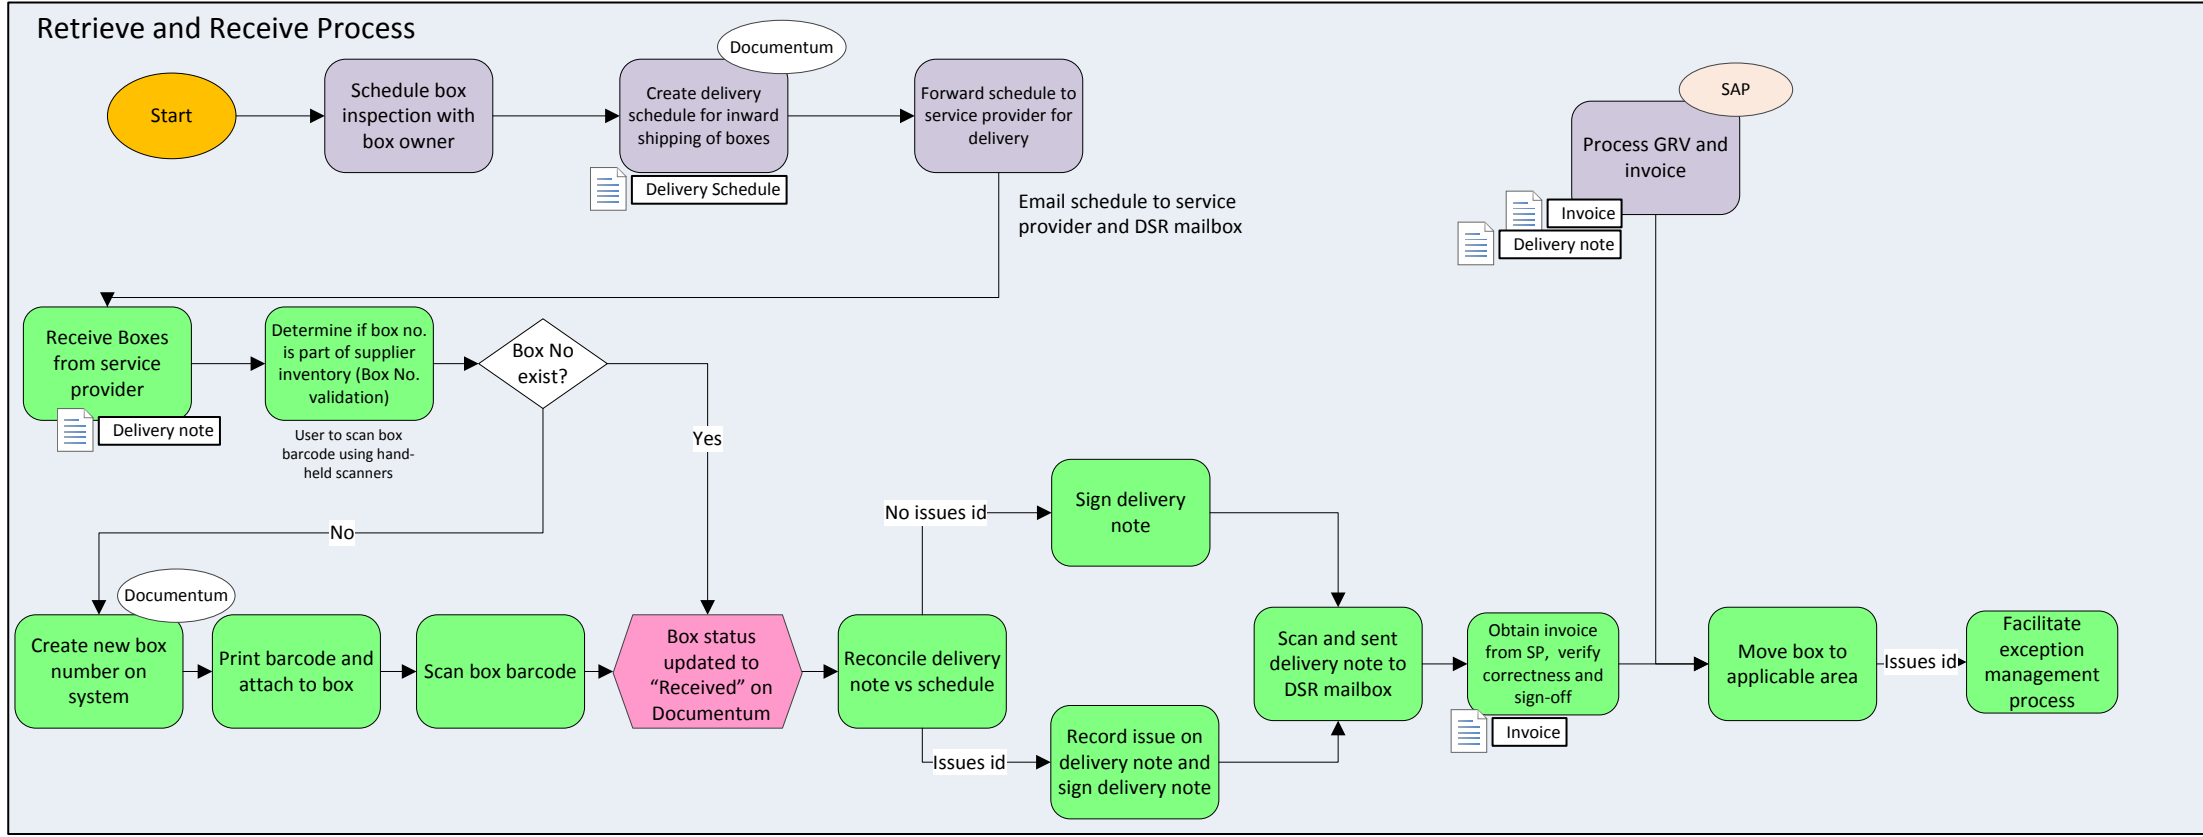 Retrieve and Receive Process
Start
Schedule box
inspection with
box owner
Documentum
Create delivery
schedule for inward
shipping of boxes
Delivery Schedule
Forward schedule to
service provider for
delivery
Email schedule to service
provider and DSR mailbox
SAP
Process GRV and
invoice
Invoice
Delivery note
Receive Boxes
from service
provider
Delivery note
Determine if box no.
is part of supplier
inventory (Box No.
validation)
User to scan box
barcode using hand-
held scanners
Box No
exist?
Yes
No
Documentum
Create new box
number on
system
Print barcode and
attach to box
Scan box barcode
Box status
updated to
“Received” on
Documentum
Reconcile delivery
note vs schedule
No issues id
Sign delivery
note
Issues id
Record issue on
delivery note and
sign delivery note
Scan and sent
delivery note to
DSR mailbox
Obtain invoice
from SP, verify
correctness and
sign-off
Invoice
Move box to
applicable area
Issues id
Facilitate
exception
management
process